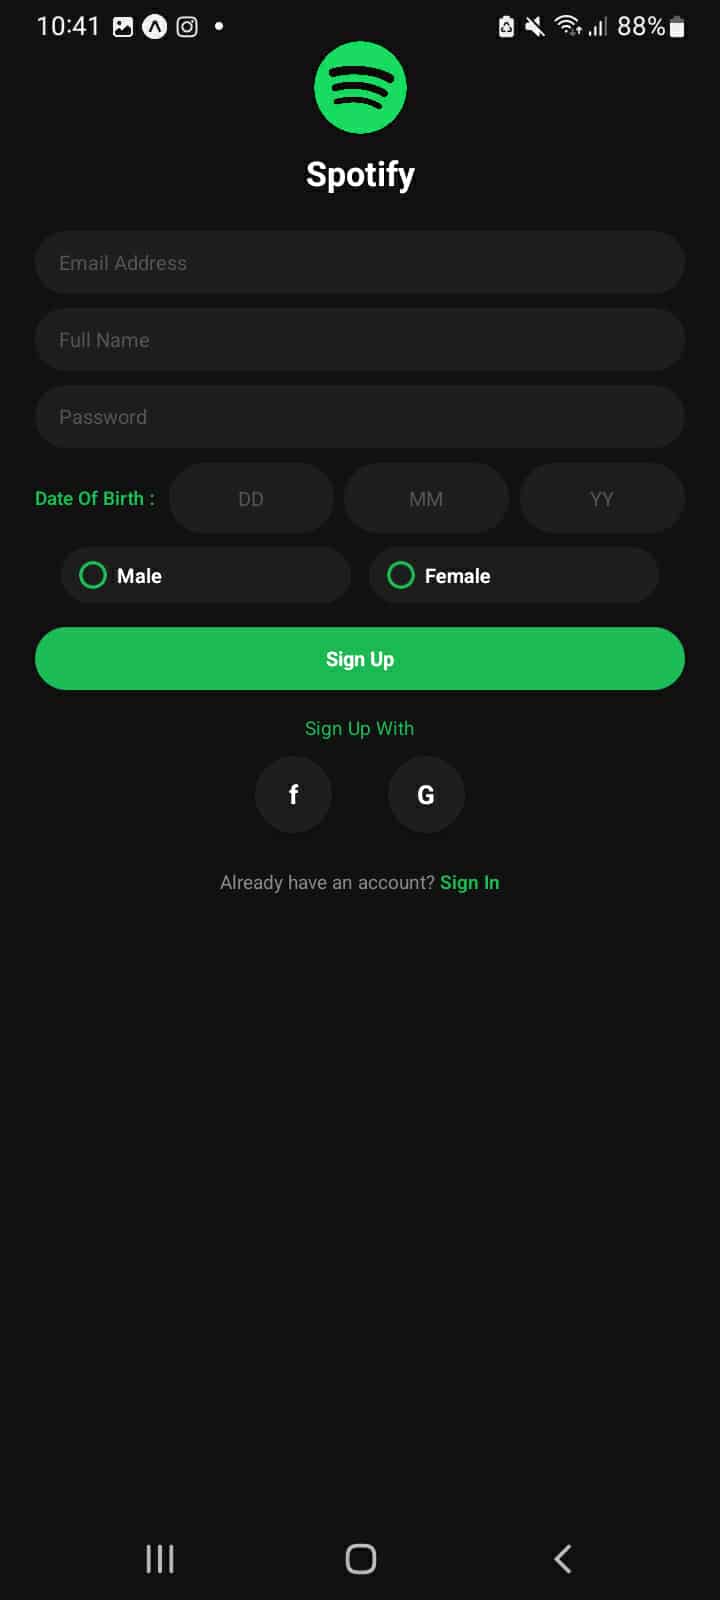 10:41 88%
Spotify
Email Address
Full Name
Password
Date Of Birth : DD MM YY
Male Female
Sign Up
Sign Up With
f G
Already have an account? Sign In